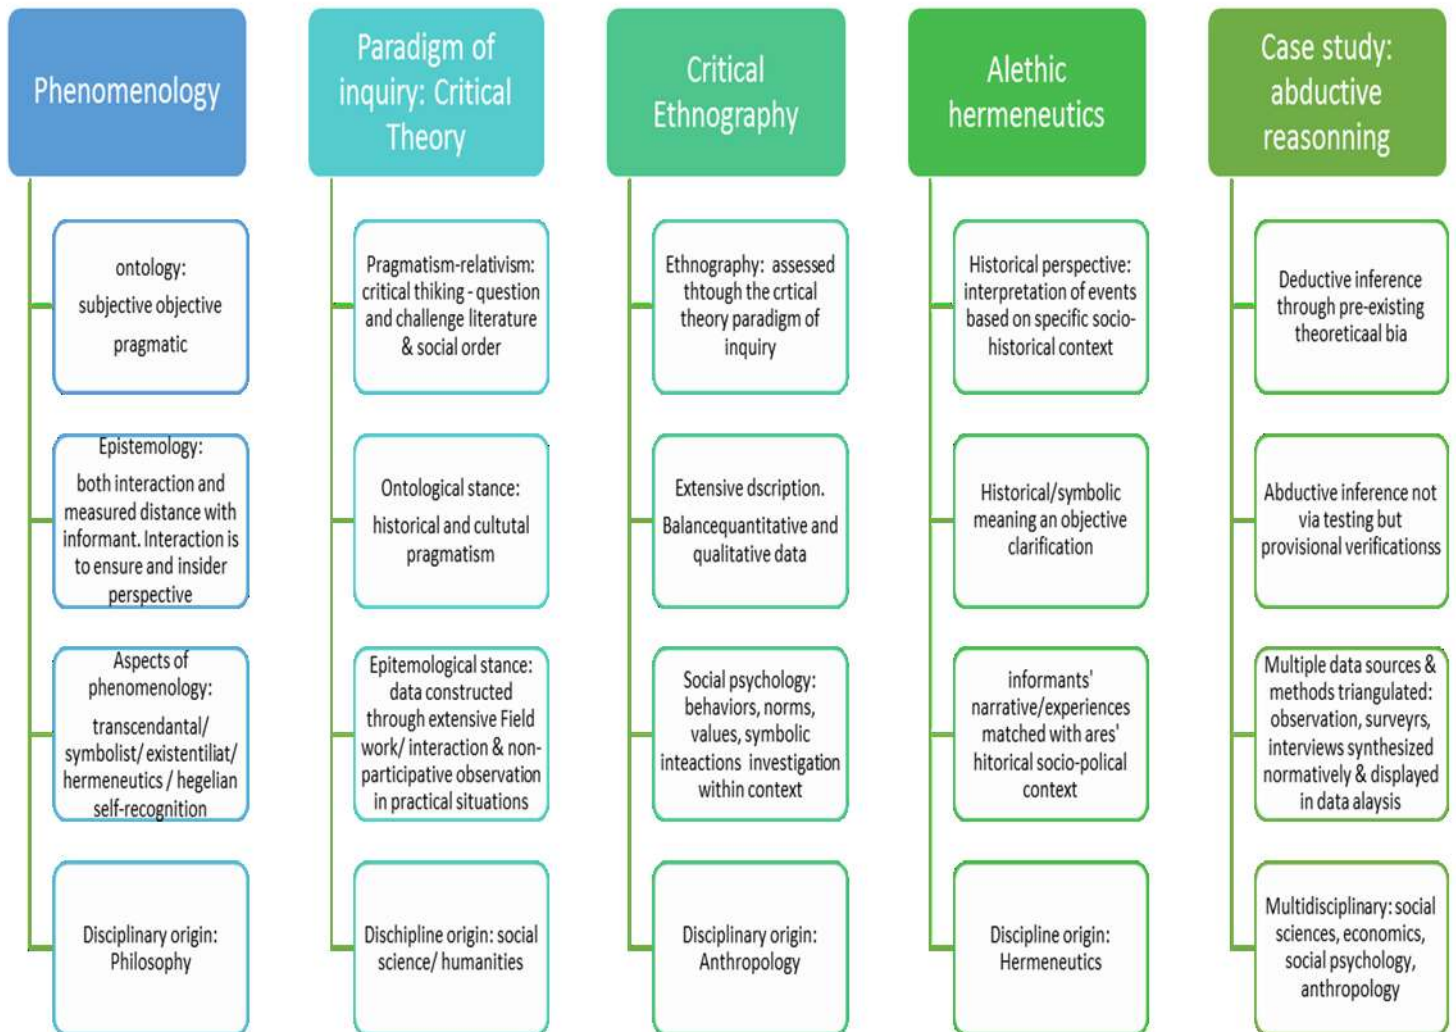 Phenomenology
ontology:
subjective objective
pragmatic
Epistemology:
both interaction and
measured distance with
informant. Interaction is
to ensure and insider
perspective
Aspects of
phenomenology:
transcendantal/
symbolist/ existentiliat/
hermeneutics / hegelian
self-recognition
Disciplinary origin:
Philosophy
Paradigm of
inquiry: Critical
Theory
Pragmatism-relativism:
critical thiking - question
and challenge literature
& social order
Ontological stance:
historical and cultutal
pragmatism
Epitemological stance:
data constructed
through extensive Field
work/ interaction & non-
participative observation
in practical situations
Dischipline origin: social
science/ humanities
Critical
Ethnography
Ethnography: assessed
thtough the crtical
theory paradigm of
inquiry
Extensive dscription.
Balancequantitative and
qualitative data
Social psychology:
behaviors, norms,
values, symbolic
inteactions investigation
within context
Disciplinary origin:
Anthropology
Alethic
hermeneutics
Historical perspective:
interpretation of events
based on specific socio-
historical context
Historical/symbolic
meaning an objective
clarification
informants'
narrative/experiences
matched with ares'
hitorical socio-polical
context
Discipline origin:
Hermeneutics
Case study:
abductive
reasonning
Deductive inference
through pre-existing
theoreticaal bia
Abductive inference not
via testing but
provisional verificationss
Multiple data sources &
methods triangulated:
observation, surveyrs,
interviews synthesized
normatively & displayed
in data alaysis
Multidisciplinary: social
sciences, economics,
social psychology,
anthropology